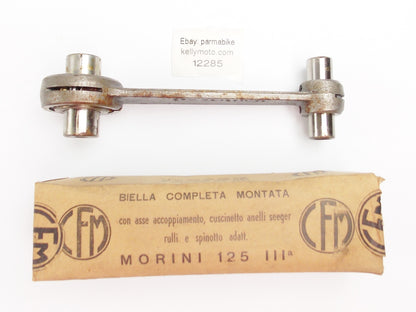 Ebay: parmabike
kellymoto.com
12285
BIELLA COMPLETA MONTATA
con asse accoppiamento, cuscinetto anelli seeger
rulli e spinotto adatt.
MORINI 125 IIIª
CFM
CFM